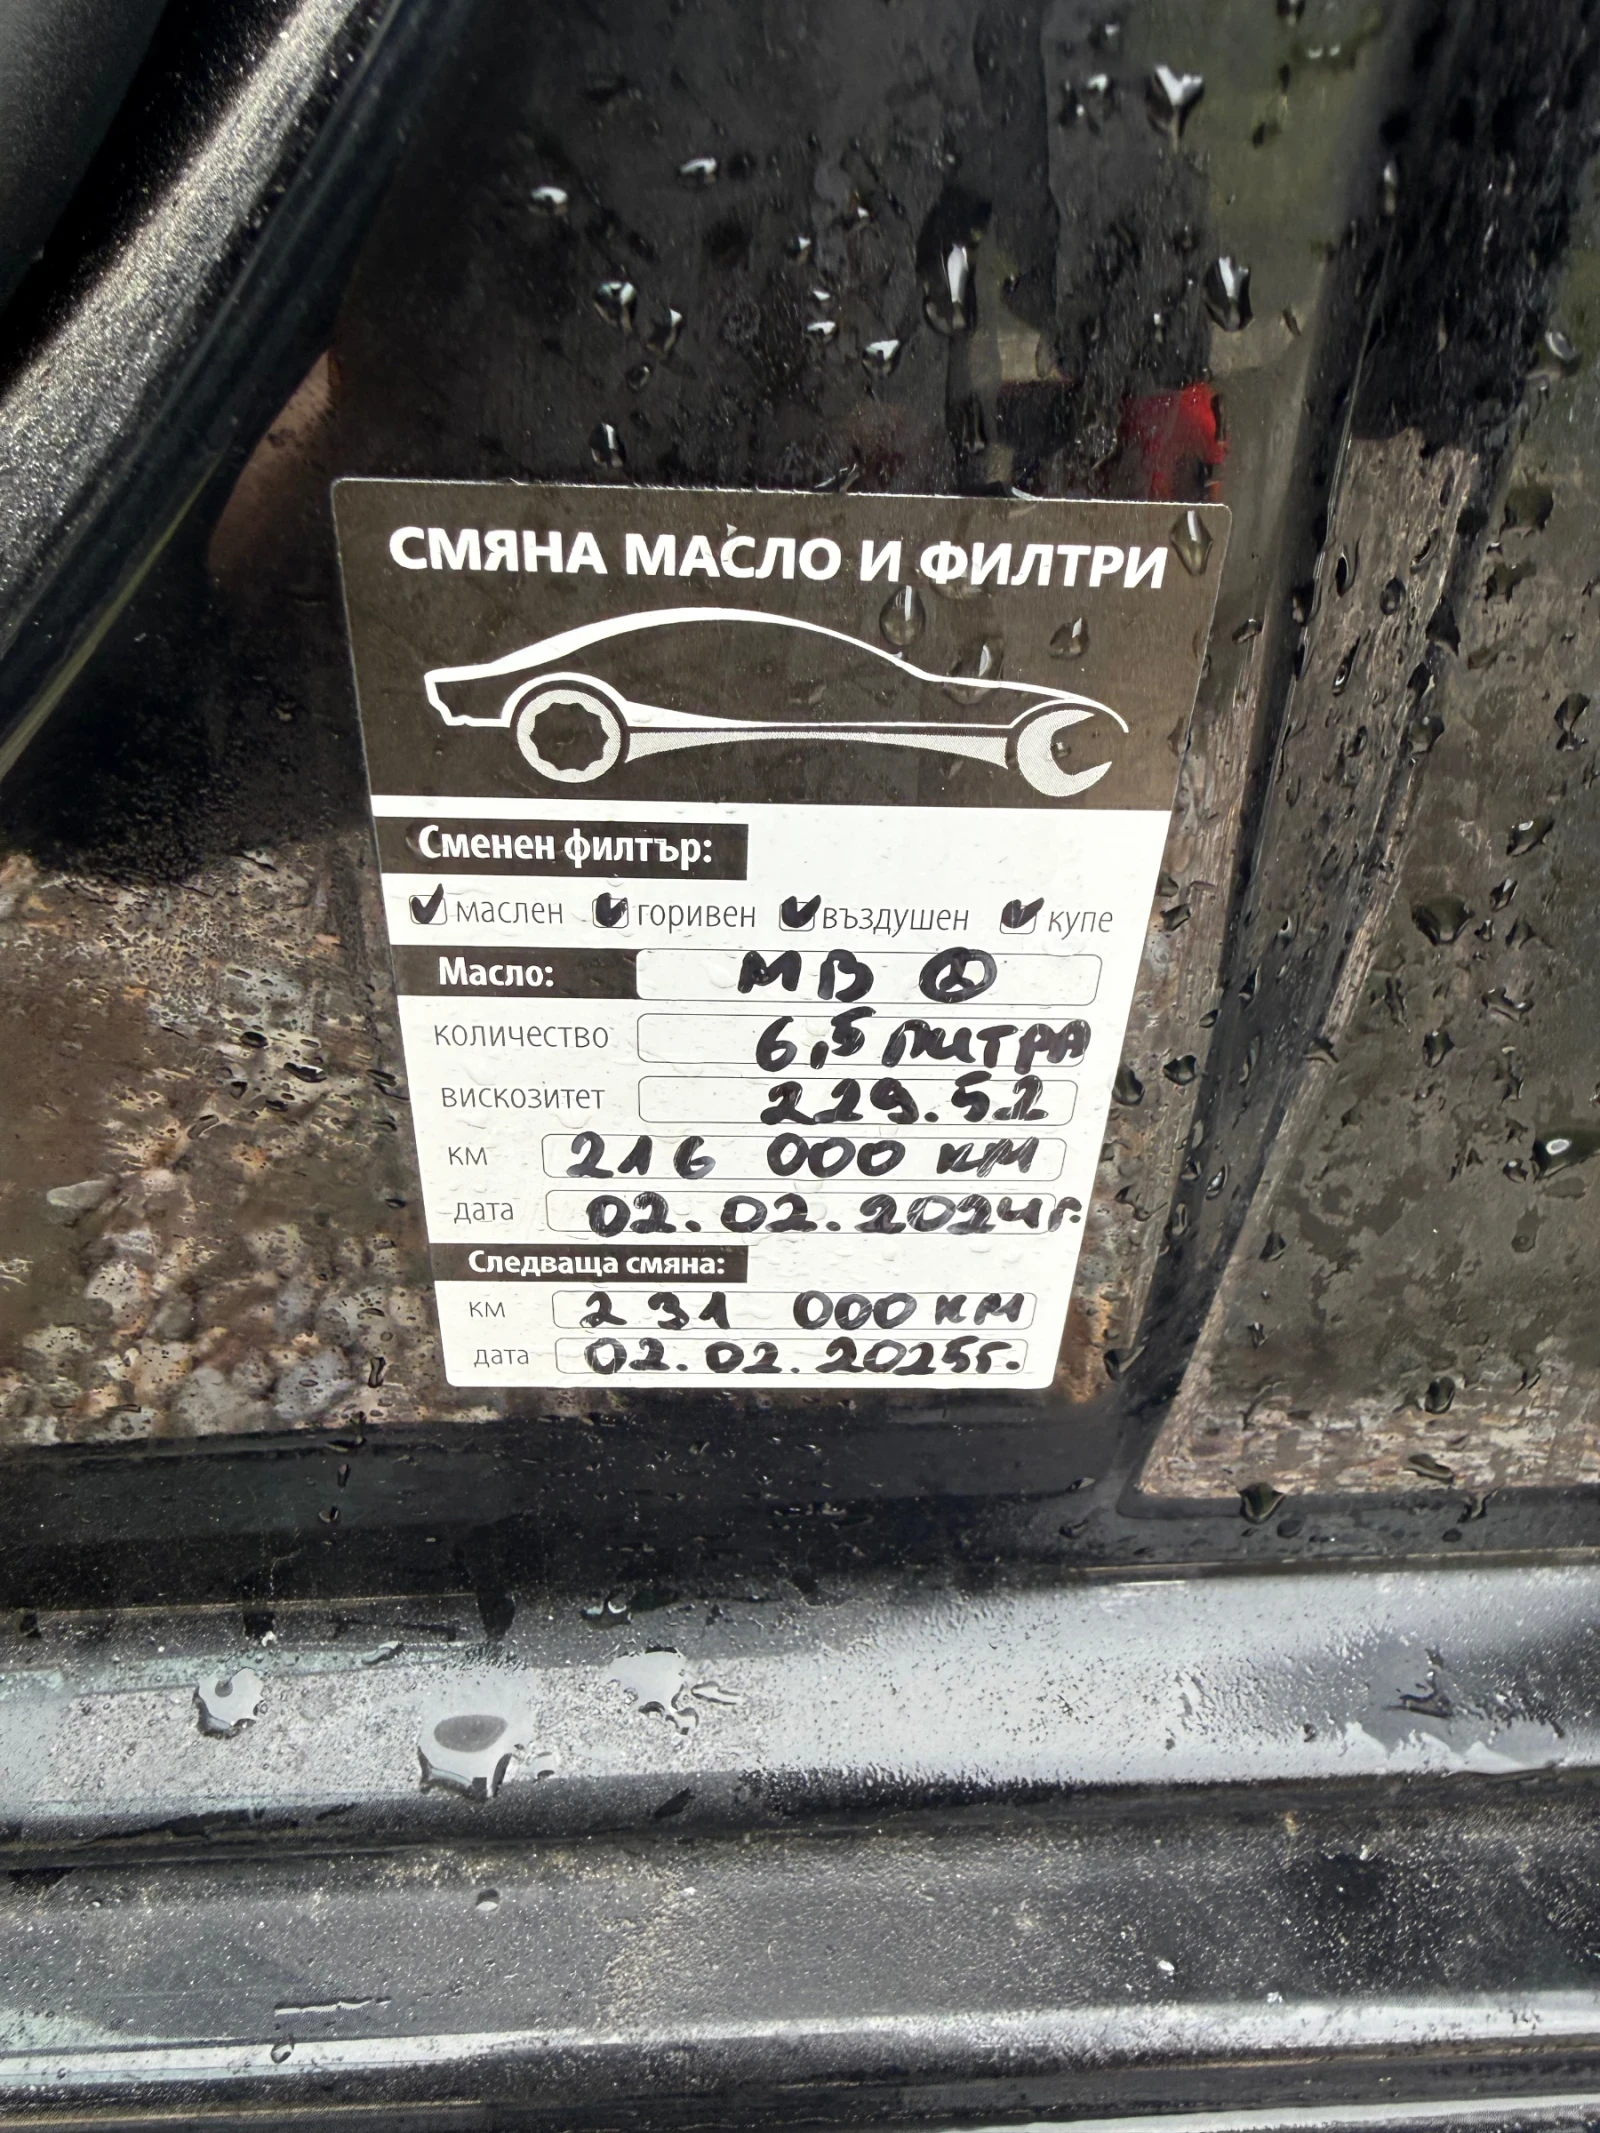 СМЯНА МАСЛО И ФИЛТРИ
Сменен филтър:
маслен горивен въздушен купе
Масло: МВ
количество 6,5 ЛИТРА
вискозитет 229.52
км 216 000 км
дата 02.02.2024г.
Следваща смяна:
км 231 000 км
дата 02.02.2025г.